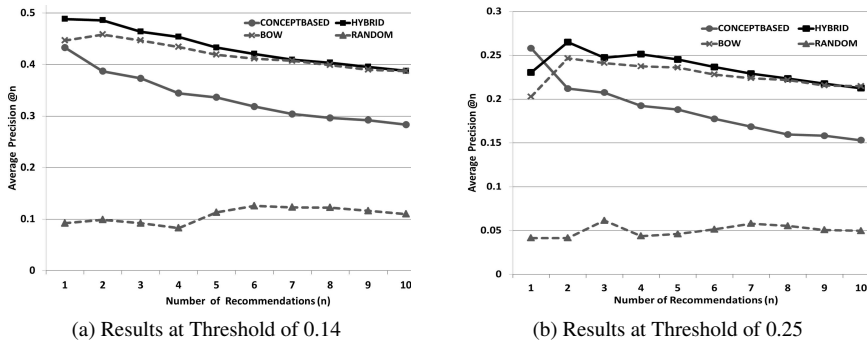 0.5
0.4
0.3
0.2
0.1
0
Average Precision @n
CONCEPTBASED HYBRID
BOW RANDOM
1 2 3 4 5 6 7 8 9 10
Number of Recommendations (n)
(a) Results at Threshold of 0.14
0.3
0.25
0.2
0.15
0.1
0.05
0
Average Precision @n
CONCEPTBASED HYBRID
BOW RANDOM
1 2 3 4 5 6 7 8 9 10
Number of Recommendations (n)
(b) Results at Threshold of 0.25